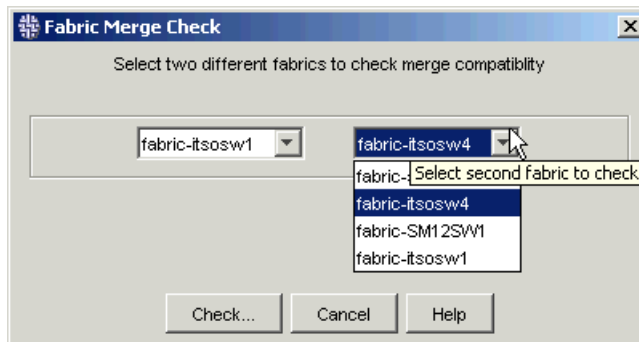 Fabric Merge Check
Select two different fabrics to check merge compatiblity
fabric-itsosw1
fabric-itsosw4
fabric-
Select second fabric to check
fabric-itsosw4
fabric-SM12SW1
fabric-itsosw1
Check...
Cancel
Help